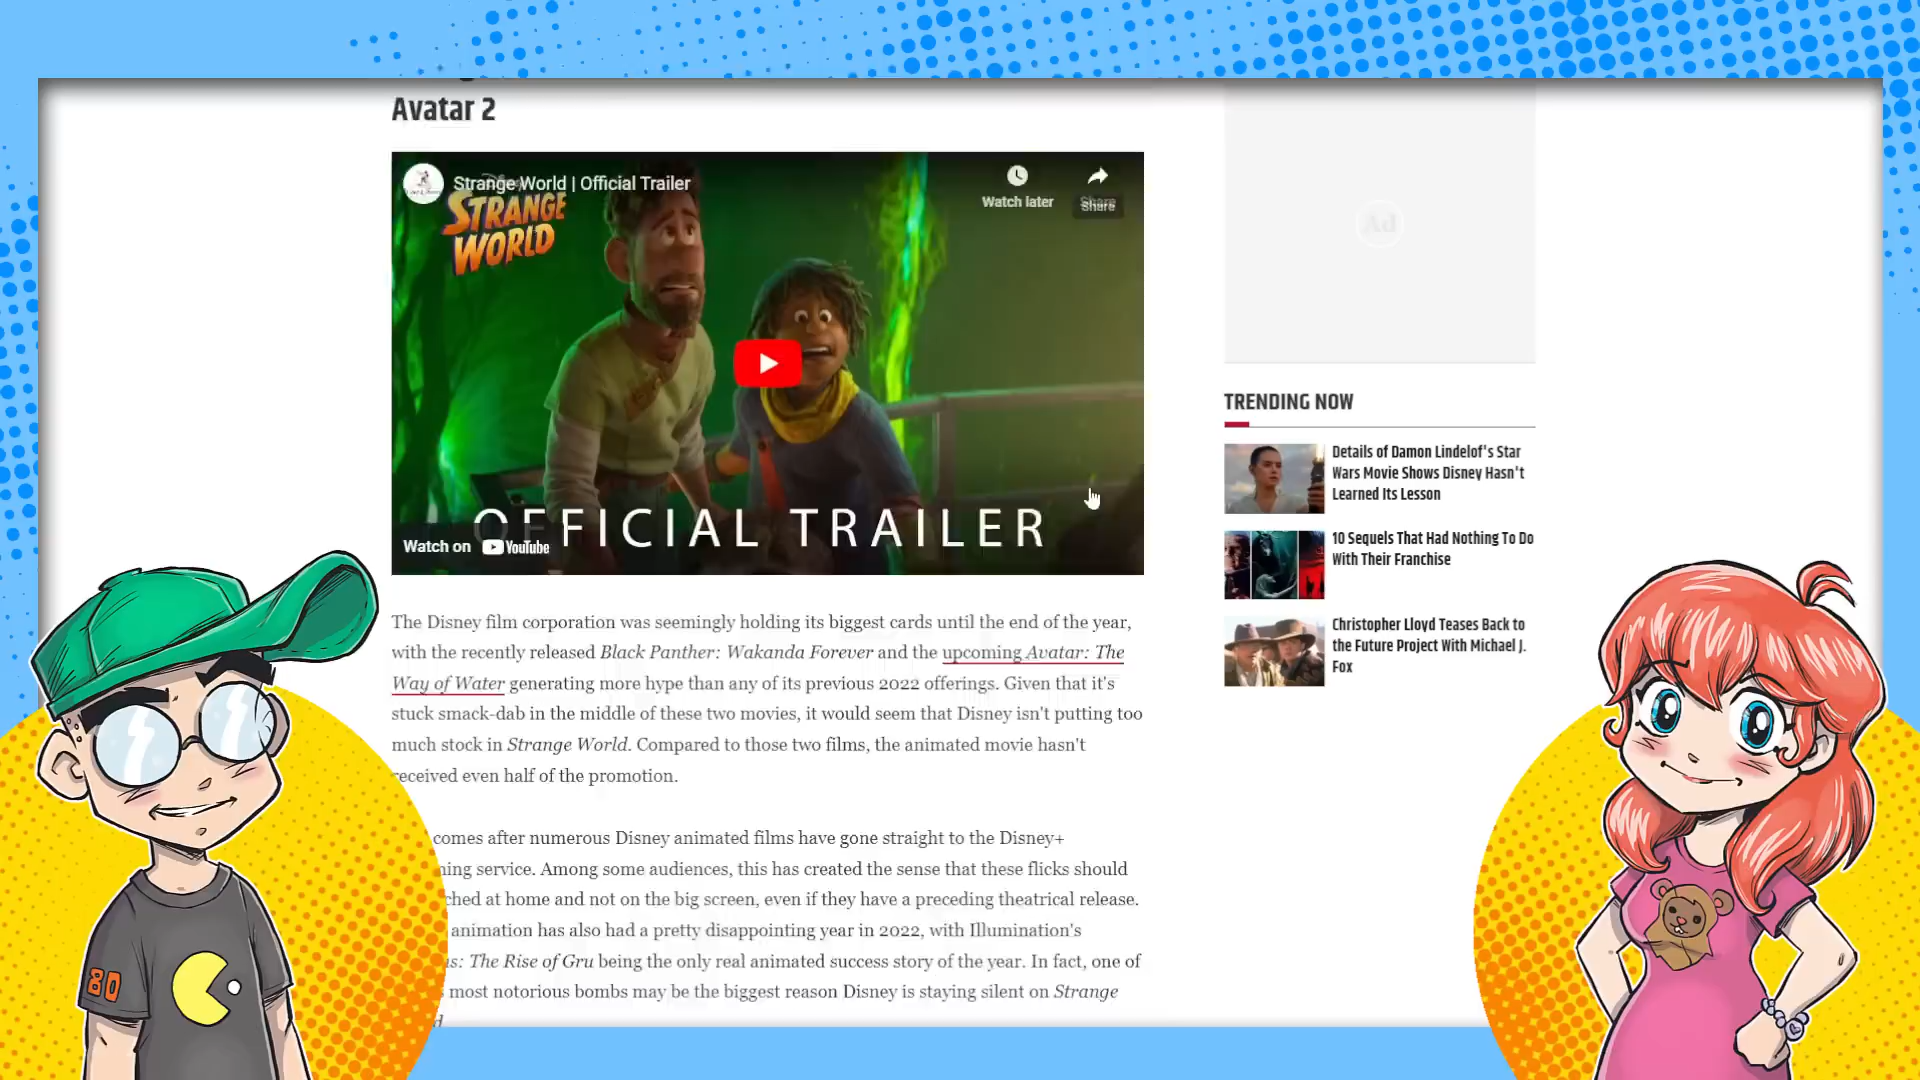 Avatar 2
Strange World | Official Trailer
Watch later
Share
STRANGE
WORLD
OFFICIAL TRAILER
Watch on YouTube
The Disney film corporation was seemingly holding its biggest cards until the end of the year,
with the recently released Black Panther: Wakanda Forever and the upcoming Avatar: The
Way of Water generating more hype than any of its previous 2022 offerings. Given that it's
stuck smack-dab in the middle of these two movies, it would seem that Disney isn't putting too
much stock in Strange World. Compared to those two films, the animated movie hasn't
received even half of the promotion.
comes after numerous Disney animated films have gone straight to the Disney+
service. Among some audiences, this has created the sense that these flicks should
at home and not on the big screen, even if they have a preceding theatrical release.
animation has also had a pretty disappointing year in 2022, with Illumination's
The Rise of Gru being the only real animated success story of the year. In fact, one of
most notorious bombs may be the biggest reason Disney is staying silent on Strange
Ad
TRENDING NOW
Details of Damon Lindelof's Star
Wars Movie Shows Disney Hasn't
Learned Its Lesson
10 Sequels That Had Nothing To Do
With Their Franchise
Christopher Lloyd Teases Back to
the Future Project With Michael J.
Fox
80